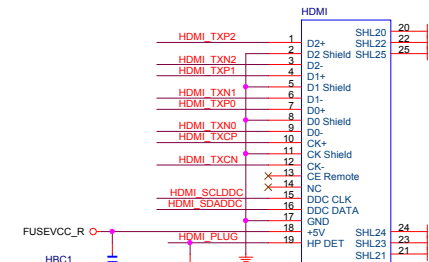 HDMI
HDMI_TXP2 1 D2+ SHL20 20
2 D2 Shield SHL22 22
HDMI_TXN2 3 D2- SHL25 25
HDMI_TXP1 4 D1+
5 D1 Shield
HDMI_TXN1 6 D1-
HDMI_TXP0 7 D0+
8 D0 Shield
HDMI_TXN0 9 D0-
HDMI_TXCP 10 CK+
11 CK Shield
HDMI_TXCN 12 CK-
13 CE Remote
14 NC
HDMI_SCLDDC 15 DDC CLK
HDMI_SDADDC 16 DDC DATA
17 GND
FUSEVCC_R 18 +5V SHL24 24
HDMI_PLUG 19 HP DET SHL23 23
SHL21 21
HBC1